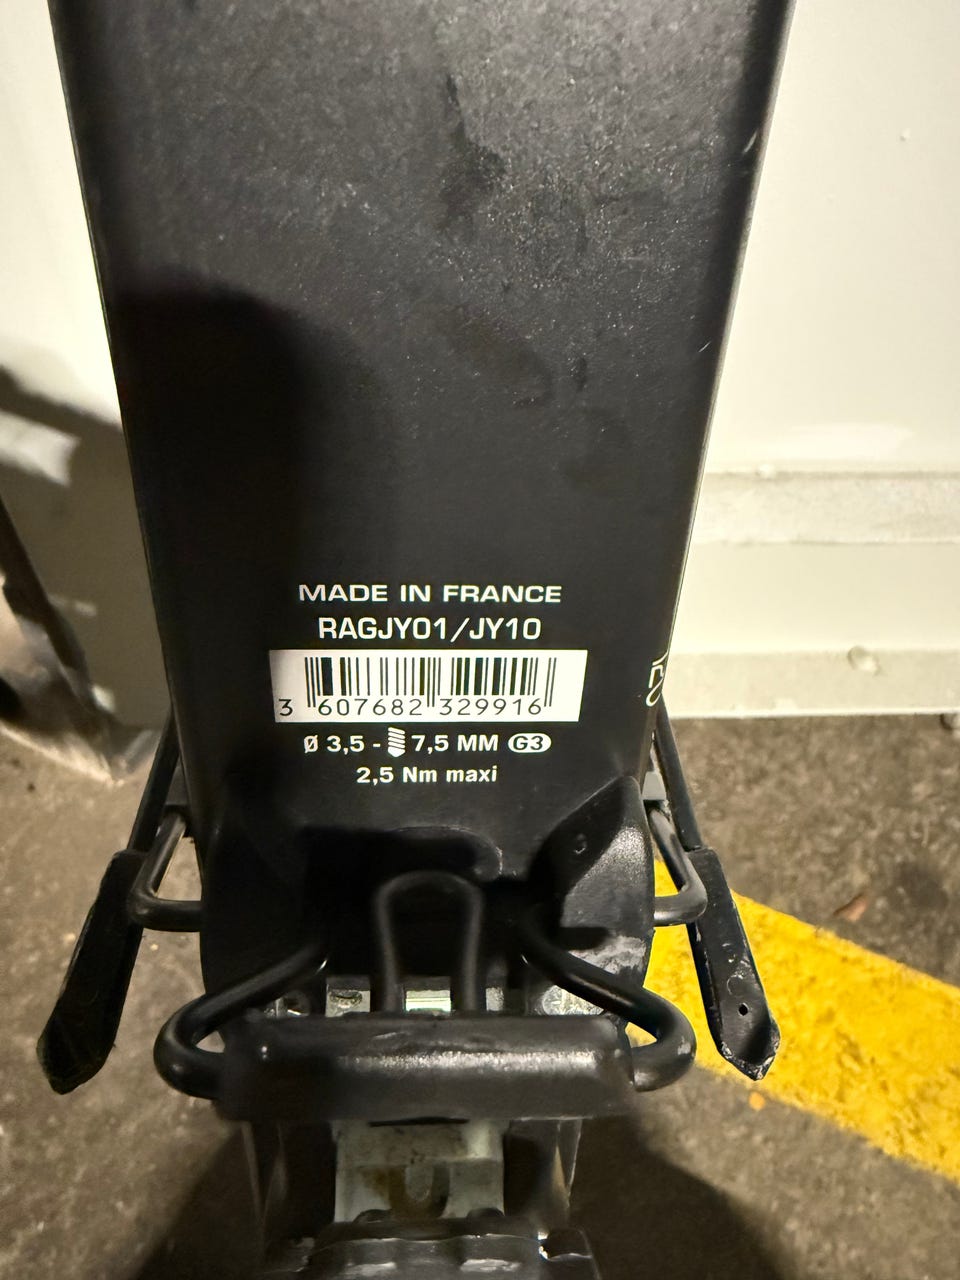 MADE IN FRANCE
RAGJY01/JY10
3 607682 329916
Ø 3,5 - 7,5 MM G3
2,5 Nm maxi